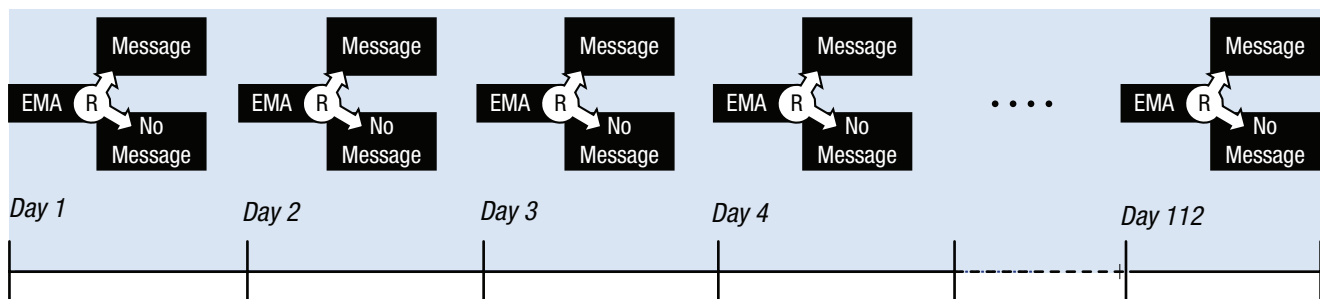 Message
EMA R
No
Message
Message
EMA R
No
Message
Message
EMA R
No
Message
Message
EMA R
No
Message
....
Message
EMA R
No
Message
Day 1
Day 2
Day 3
Day 4
Day 112